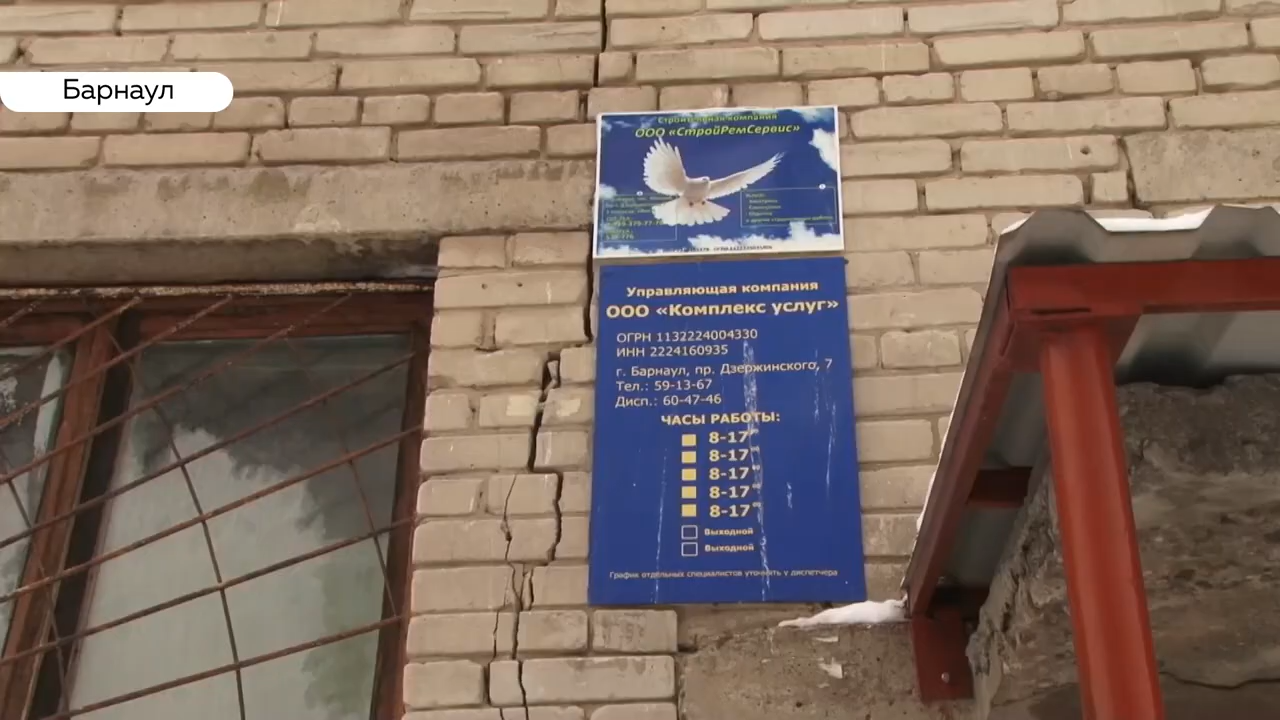 Барнаул
Строительная компания
ООО «СтройРемСервис»
Управляющая компания
ООО «Комплекс услуг»
ОГРН 1132224004330
ИНН 2224160935
г. Барнаул, пр. Дзержинского, 7
Тел.: 59-13-67
Дисп.: 60-47-46
ЧАСЫ РАБОТЫ:
8-17°°
8-17°°
8-17°°
8-17°°
8-17°°
Выходной
Выходной
График отдельных специалистов уточнять у диспетчера